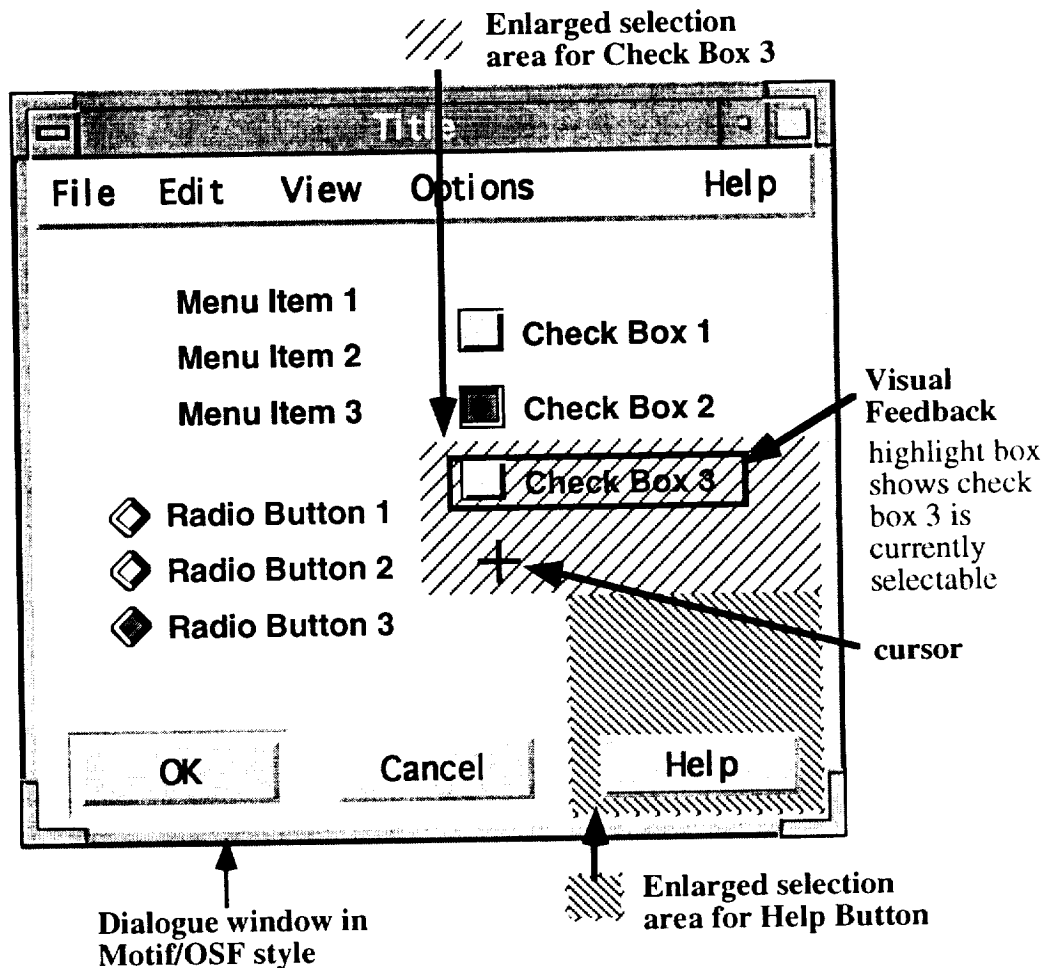 Enlarged selection
area for Check Box 3
Title
File Edit View Options Help
Menu Item 1
Menu Item 2
Menu Item 3
Check Box 1
Check Box 2
Check Box 3
Visual
Feedback
highlight box
shows check
box 3 is
currently
selectable
Radio Button 1
Radio Button 2
Radio Button 3
cursor
OK Cancel Help
Enlarged selection
area for Help Button
Dialogue window in
Motif/OSF style